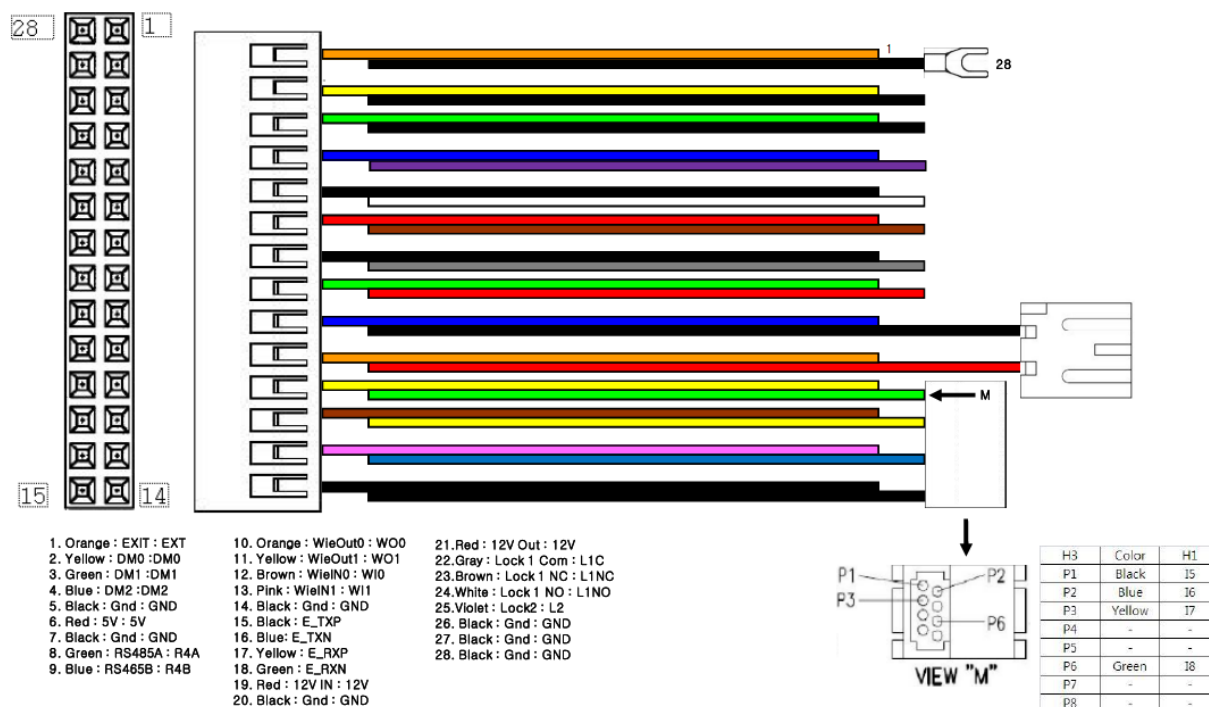 28
1
1
28
M
15
14
1. Orange : EXIT : EXT
2. Yellow : DM0 :DM0
3. Green : DM1 :DM1
4. Blue : DM2 :DM2
5. Black : Gnd : GND
6. Red : 5V : 5V
7. Black : Gnd : GND
8. Green : RS485A : R4A
9. Blue : RS465B : R4B
10. Orange : WieOut0 : WO0
11. Yellow : WieOut1 : WO1
12. Brown : WieIN0 : WI0
13. Pink : WieIN1 : WI1
14. Black : Gnd : GND
15. Black : E_TXP
16. Blue: E_TXN
17. Yellow : E_RXP
18. Green : E_RXN
19. Red : 12V IN : 12V
20. Black : Gnd : GND
21.Red : 12V Out : 12V
22.Gray : Lock 1 Com : L1C
23.Brown : Lock 1 NC : L1NC
24.White : Lock 1 NO : L1NO
25.Violet : Lock2 : L2
26. Black : Gnd : GND
27. Black : Gnd : GND
28. Black : Gnd : GND
P1
P2
P3
P6
VIEW "M"
H3 Color H1
P1 Black I5
P2 Blue I6
P3 Yellow I7
P4 - -
P5 - -
P6 Green I8
P7 - -
P8 - -